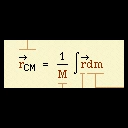 r⃗CM = 1/M ∫ r⃗dm